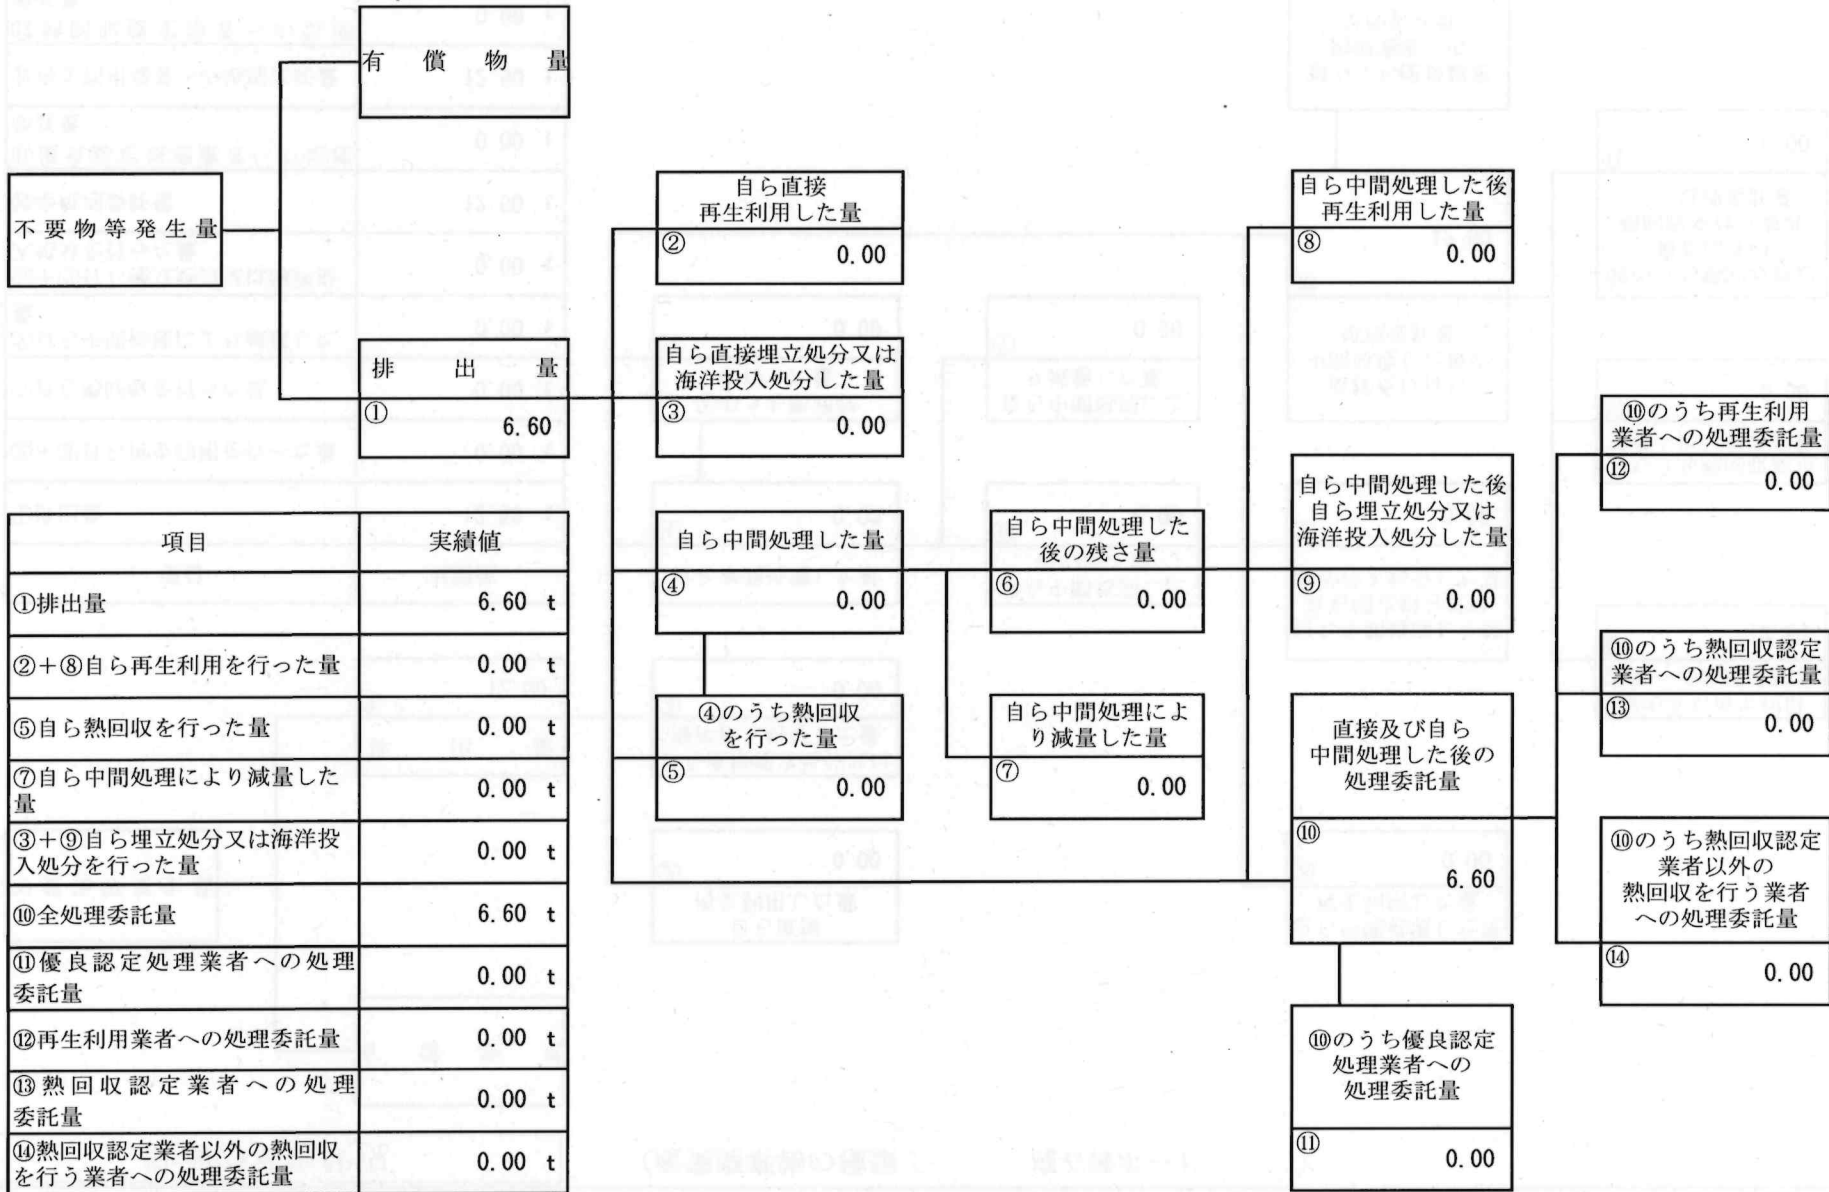 有償物量
不要物等発生量
排出量
①
6.60
自ら直接
再生利用した量
②
0.00
自ら直接埋立処分又は
海洋投入処分した量
③
0.00
自ら中間処理した量
④
0.00
④のうち熱回収
を行った量
⑤
0.00
自ら中間処理した
後の残さ量
⑥
0.00
自ら中間処理によ
り減量した量
⑦
0.00
自ら中間処理した後
再生利用した量
⑧
0.00
自ら中間処理した後
自ら埋立処分又は
海洋投入処分した量
⑨
0.00
直接及び自ら
中間処理した後の
処理委託量
⑩
6.60
⑩のうち優良認定
処理業者への
処理委託量
⑪
0.00
⑩のうち再生利用
業者への処理委託量
⑫
0.00
⑩のうち熱回収認定
業者への処理委託量
⑬
0.00
⑩のうち熱回収認定
業者以外の
熱回収を行う業者
への処理委託量
⑭
0.00
項目 実績値
①排出量 6.60 t
②+⑧自ら再生利用を行った量 0.00 t
⑤自ら熱回収を行った量 0.00 t
⑦自ら中間処理により減量した
量 0.00 t
③+⑨自ら埋立処分又は海洋投
入処分を行った量 0.00 t
⑩全処理委託量 6.60 t
⑪優良認定処理業者への処理
委託量 0.00 t
⑫再生利用業者への処理委託量 0.00 t
⑬熱回収認定業者への処理
委託量 0.00 t
⑭熱回収認定業者以外の熱回収
を行う業者への処理委託量 0.00 t